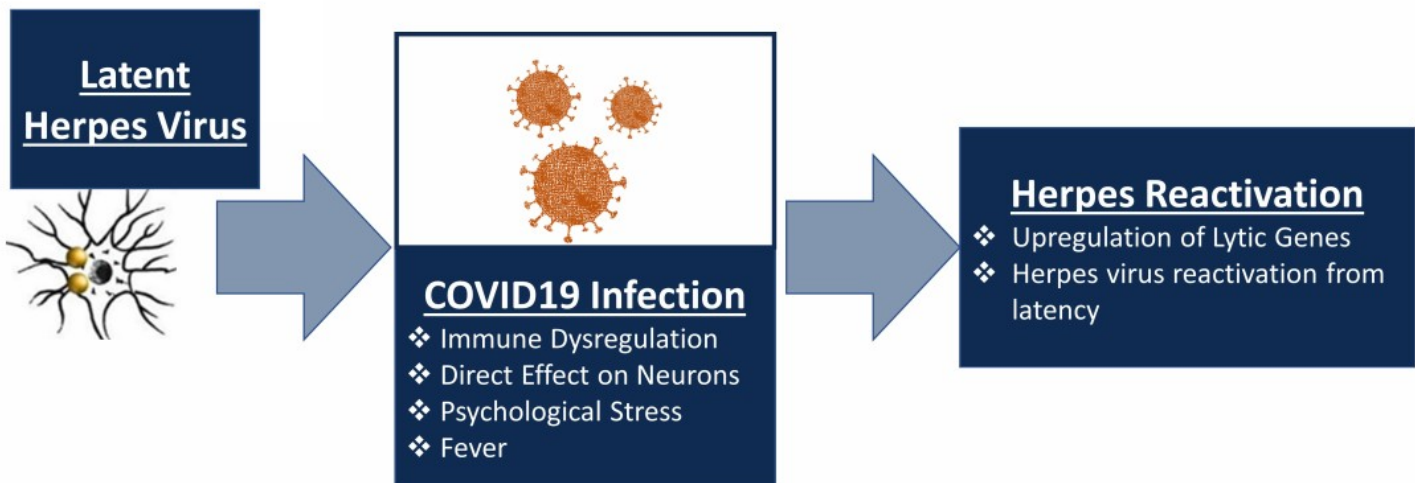 Latent
Herpes Virus
COVID19 Infection
❖ Immune Dysregulation
❖ Direct Effect on Neurons
❖ Psychological Stress
❖ Fever
Herpes Reactivation
❖ Upregulation of Lytic Genes
❖ Herpes virus reactivation from
latency